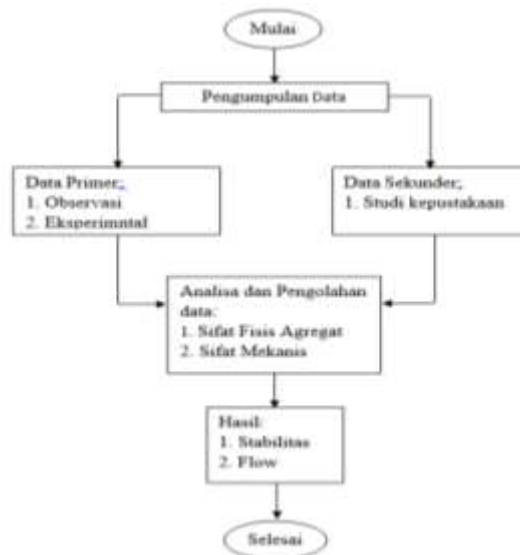 Mulai
Pengumpulan Data
Data Primer;
1. Observasi
2. Eksperimntal
Data Sekunder;
1. Studi kepustakaan
Analisa dan Pengolahan
data:
1. Sifat Fisis Agregat
2. Sifat Mekanis
Hasil:
1. Stabilitas
2. Flow
Selesai